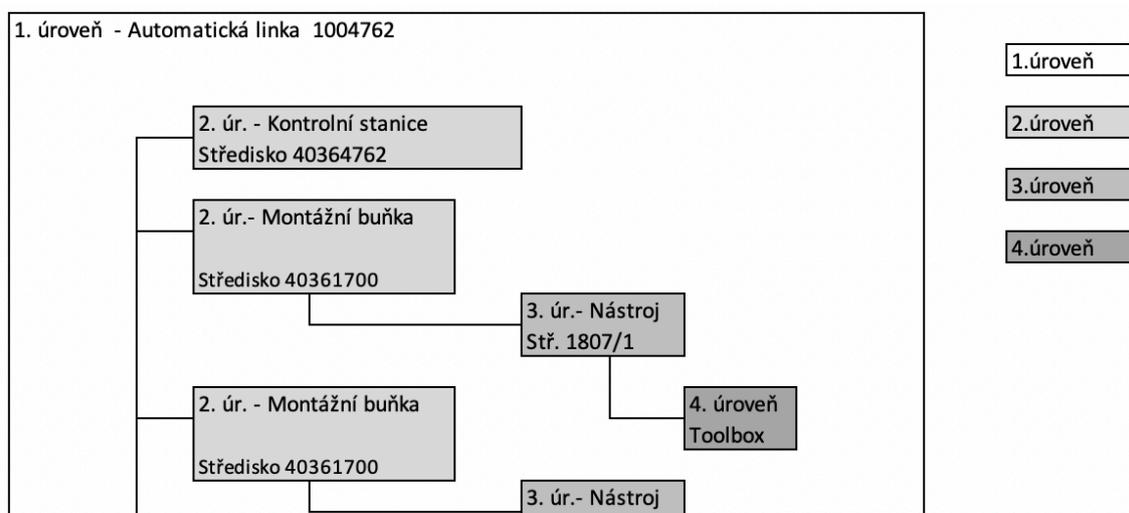 1. úroveň - Automatická linka 1004762
1.úroveň
2. úr. - Kontrolní stanice
Středisko 40364762
2.úroveň
3.úroveň
2. úr.- Montážní buňka
Středisko 40361700
4.úroveň
3. úr.- Nástroj
Stř. 1807/1
2. úr. - Montážní buňka
Středisko 40361700
4. úroveň
Toolbox
3. úr.- Nástroj